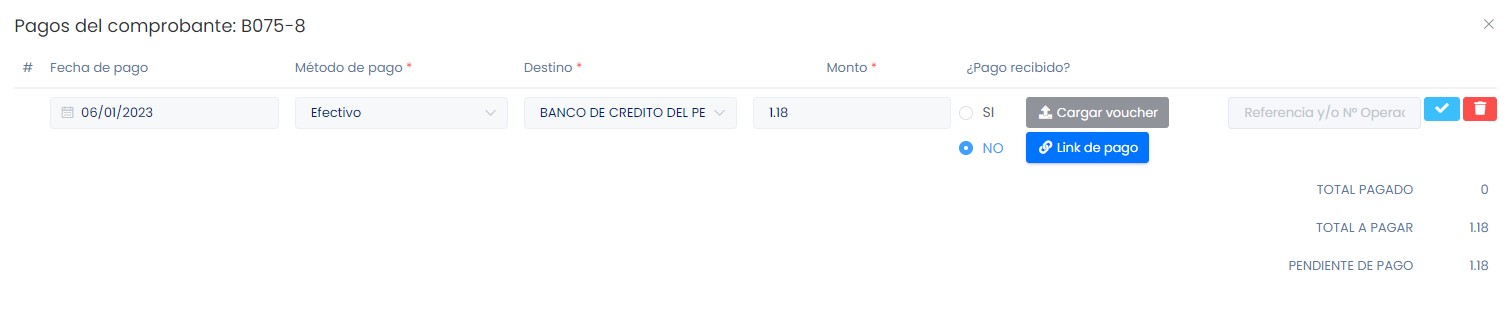 Pagos del comprobante: B075-8
# Fecha de pago Método de pago * Destino * Monto * ¿Pago recibido?
06/01/2023 Efectivo BANCO DE CREDITO DEL PE 1.18 SI Cargar voucher Referencia y/o Nº Operac
NO Link de pago
TOTAL PAGADO 0
TOTAL A PAGAR 1.18
PENDIENTE DE PAGO 1.18